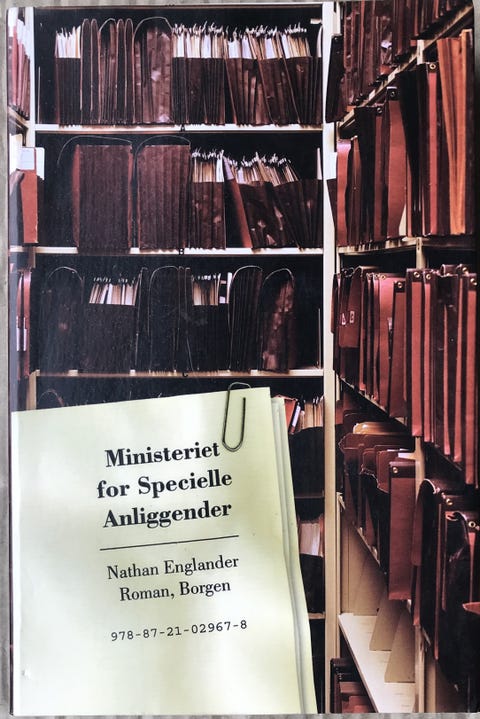 Ministeriet
for Specielle
Anliggender
Nathan Englander
Roman, Borgen
978-87-21-02967-8